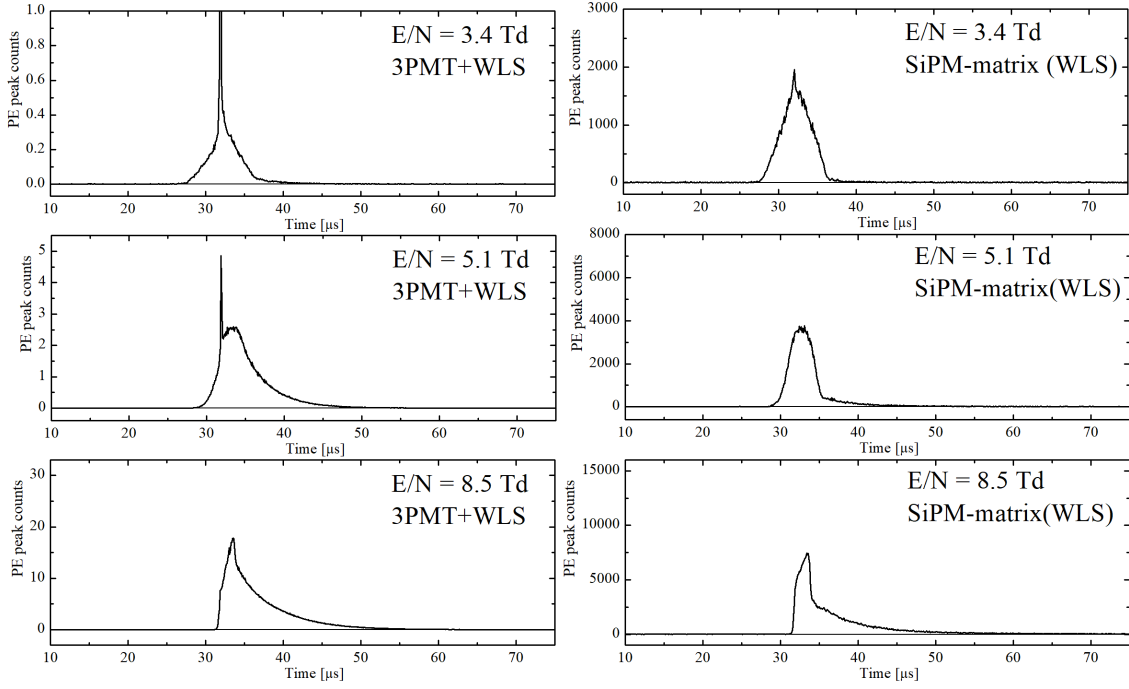 PE peak counts
1.0
0.8
0.6
0.4
0.2
0.0
E/N = 3.4 Td
3PMT+WLS
10 20 30 40 50 60 70
Time [µs]
PE peak counts
3000
2000
1000
0
E/N = 3.4 Td
SiPM-matrix (WLS)
10 20 30 40 50 60 70
Time [µs]
PE peak counts
5
4
3
2
1
0
E/N = 5.1 Td
3PMT+WLS
10 20 30 40 50 60 70
Time [µs]
PE peak counts
8000
6000
4000
2000
0
E/N = 5.1 Td
SiPM-matrix(WLS)
10 20 30 40 50 60 70
Time [µs]
PE peak counts
30
20
10
0
E/N = 8.5 Td
3PMT+WLS
10 20 30 40 50 60 70
Time [µs]
PE peak counts
15000
10000
5000
0
E/N = 8.5 Td
SiPM-matrix(WLS)
10 20 30 40 50 60 70
Time [µs]